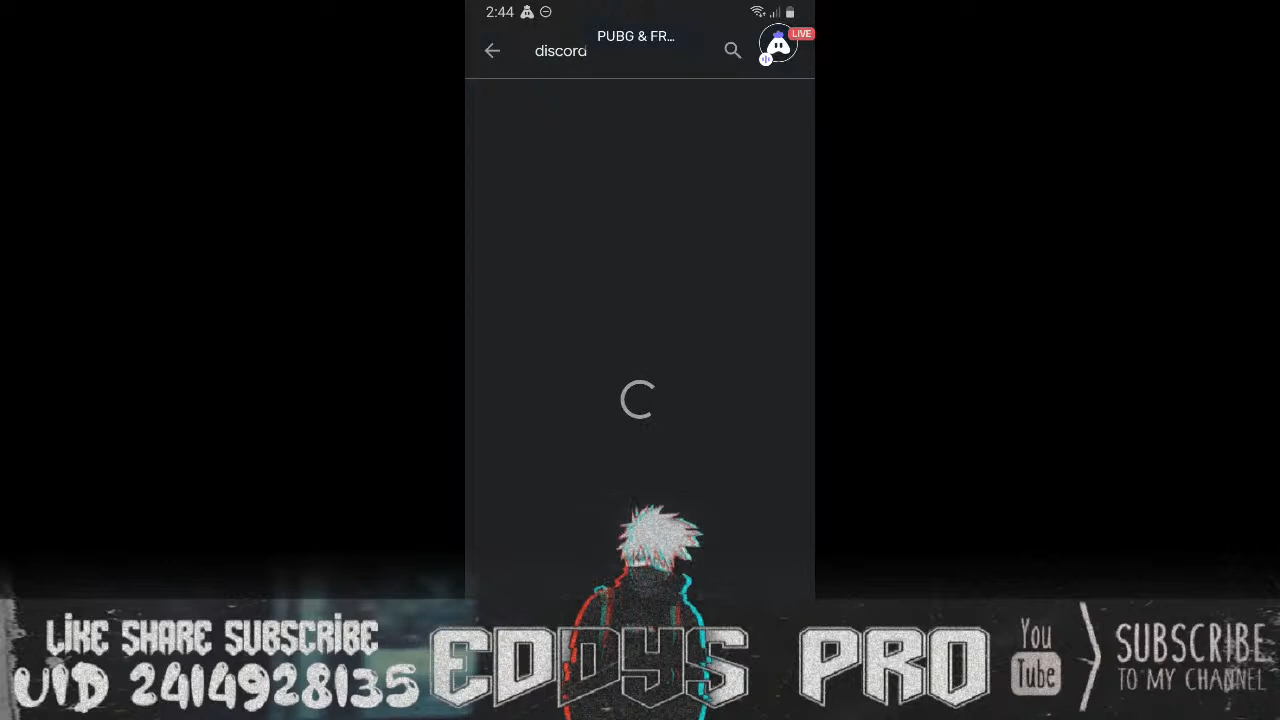 2:44
PUBG & FR...
LIVE
discord
LIKE SHARE SUBSCRIBE
UID 2414928135
EDDYS PRO
You
Tube
SUBSCRIBE
TO MY CHANNEL